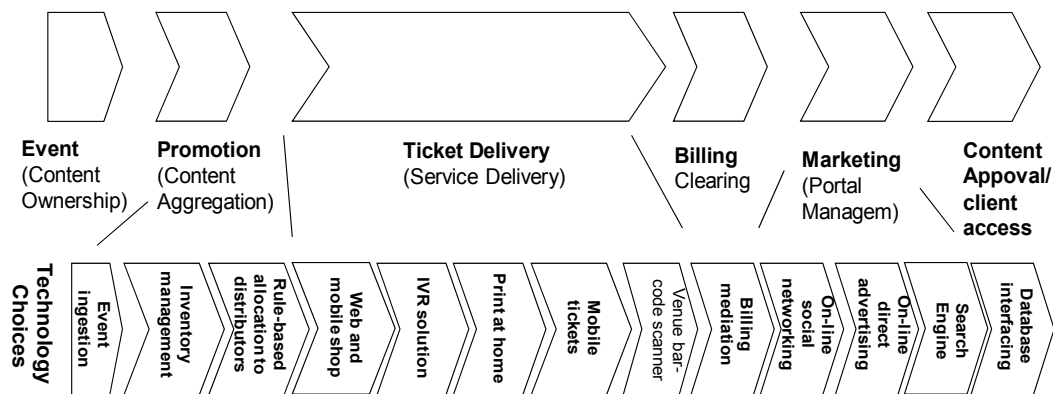 Event
(Content
Ownership)
Promotion
(Content
Aggregation)
Ticket Delivery
(Service Delivery)
Billing
Clearing
Marketing
(Portal
Managem)
Content
Appoval/
client
access
Technology
Choices
Event
ingestion
Inventory
management
Rule-based
allocation to
distributors
Web and
mobile shop
IVR solution
Print at home
Mobile
tickets
Venue bar-
code scanner
Billing
mediation
On-line
social
networking
On-line
direct
advertising
Search
Engine
Database
interfacing